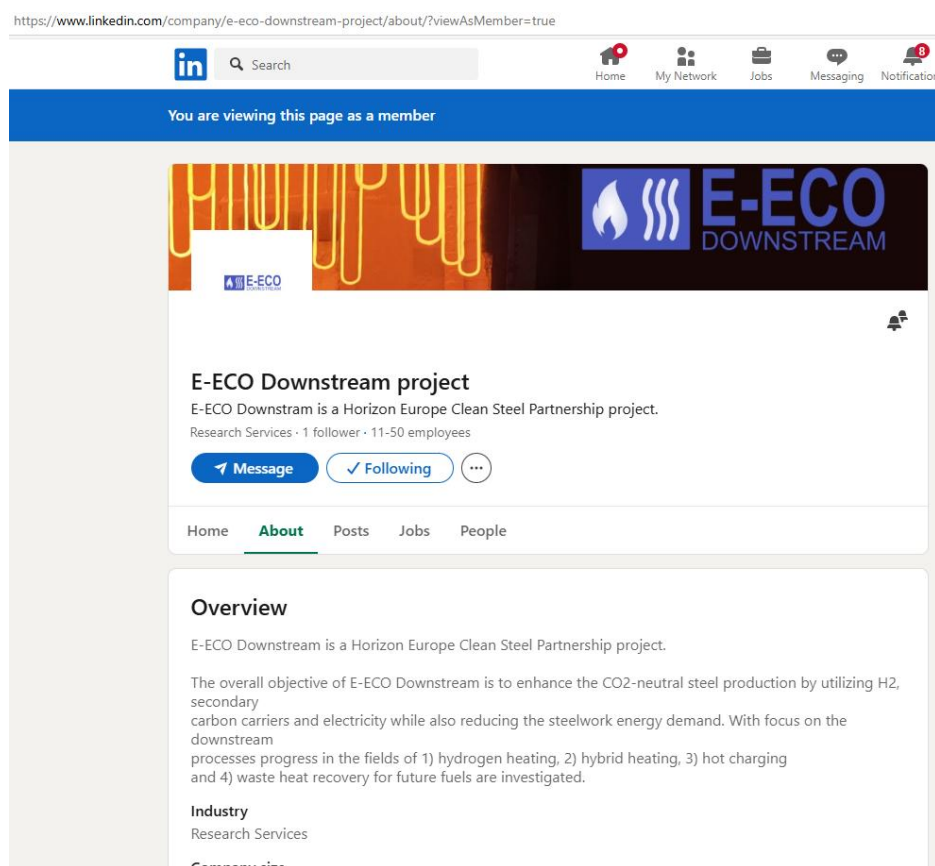 https://www.linkedin.com/company/e-eco-downstream-project/about/?viewAsMember=true
in
Search
Home
My Network
Jobs
Messaging
8
Notification
You are viewing this page as a member
E-ECO
DOWNSTREAM
E-ECO
DOWNSTREAM
E-ECO Downstream project
E-ECO Downstram is a Horizon Europe Clean Steel Partnership project.
Research Services · 1 follower · 11-50 employees
Message
Following
Home
About
Posts
Jobs
People
Overview
E-ECO Downstream is a Horizon Europe Clean Steel Partnership project.
The overall objective of E-ECO Downstream is to enhance the CO2-neutral steel production by utilizing H2,
secondary
carbon carriers and electricity while also reducing the steelwork energy demand. With focus on the
downstream
processes progress in the fields of 1) hydrogen heating, 2) hybrid heating, 3) hot charging
and 4) waste heat recovery for future fuels are investigated.
Industry
Research Services
Company size